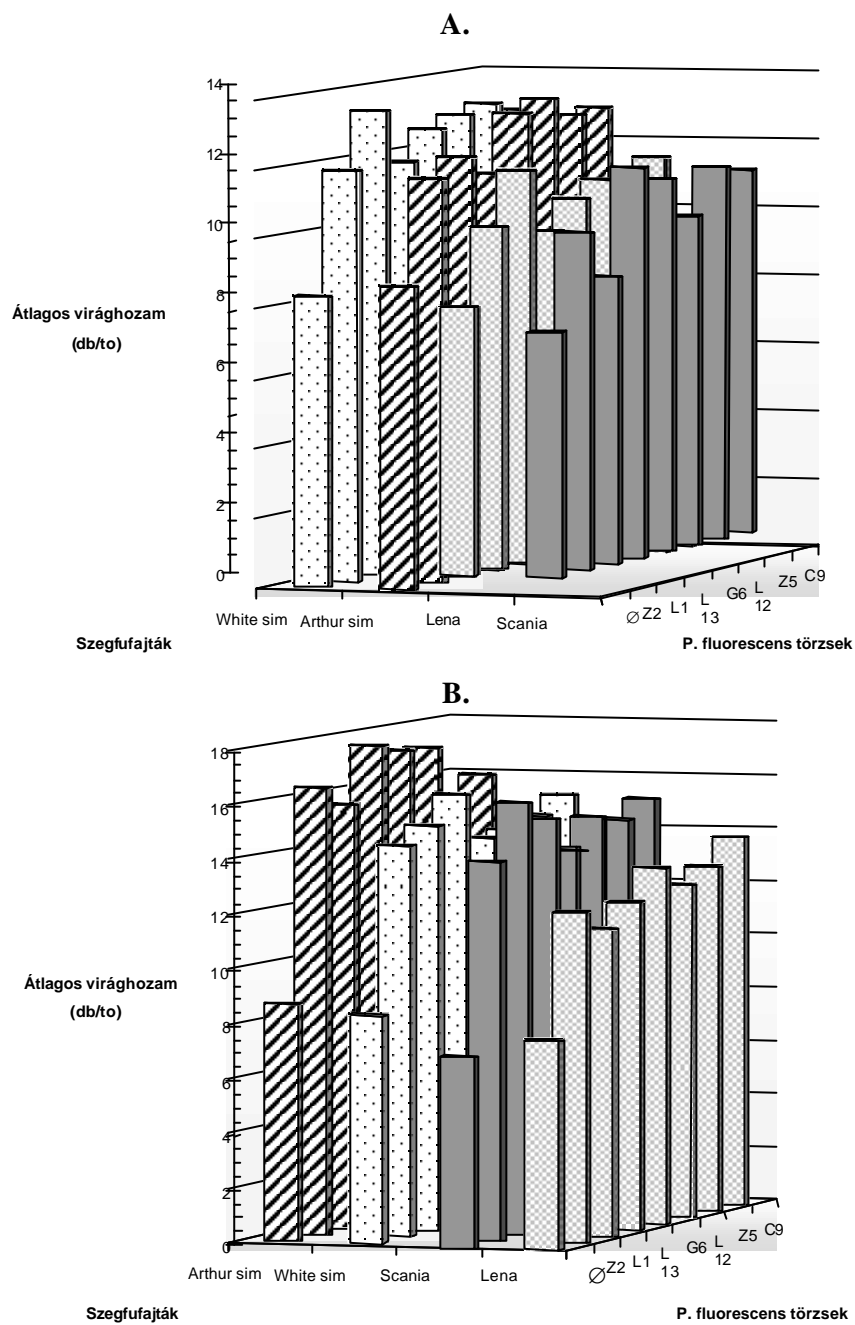 A.
14
12
10
8
6
4
2
0
Átlagos virághozam
(db/to)
White sim
Arthur sim
Lena
Scania
∅
Z2
L1
L
13
G6
L
12
Z5
C9
Szegfufajták
P. fluorescens törzsek
B.
18
16
14
12
10
8
6
4
2
0
Átlagos virághozam
(db/to)
Arthur sim
White sim
Scania
Lena
∅
Z2
L1
L
13
G6
L
12
Z5
C9
Szegfufajták
P. fluorescens törzsek